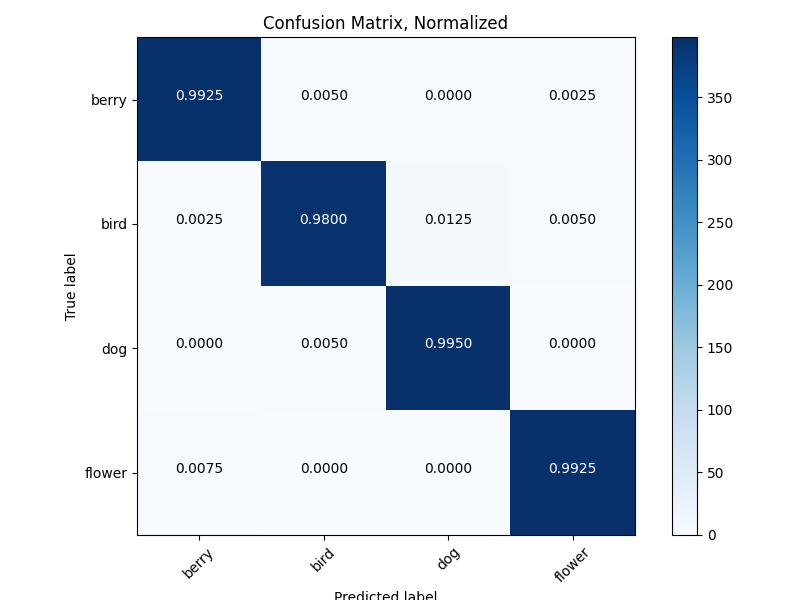 Confusion Matrix, Normalized
berry 0.9925 0.0050 0.0000 0.0025
bird 0.0025 0.9800 0.0125 0.0050
dog 0.0000 0.0050 0.9950 0.0000
flower 0.0075 0.0000 0.0000 0.9925
True label
berry bird dog flower
Predicted label
350
300
250
200
150
100
50
0